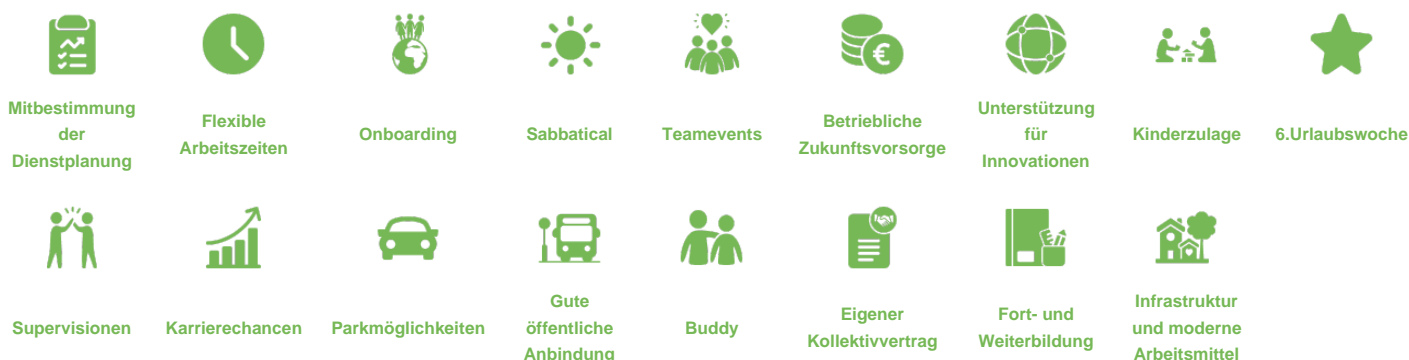 Mitbestimmung
der
Dienstplanung
Flexible
Arbeitszeiten
Onboarding
Sabbatical
Teamevents
Betriebliche
Zukunftsvorsorge
Unterstützung
für
Innovationen
Kinderzulage
6.Urlaubswoche
Supervisionen
Karrierechancen
Parkmöglichkeiten
Gute
öffentliche
Anbindung
Buddy
Eigener
Kollektivvertrag
Fort- und
Weiterbildung
Infrastruktur
und moderne
Arbeitsmittel